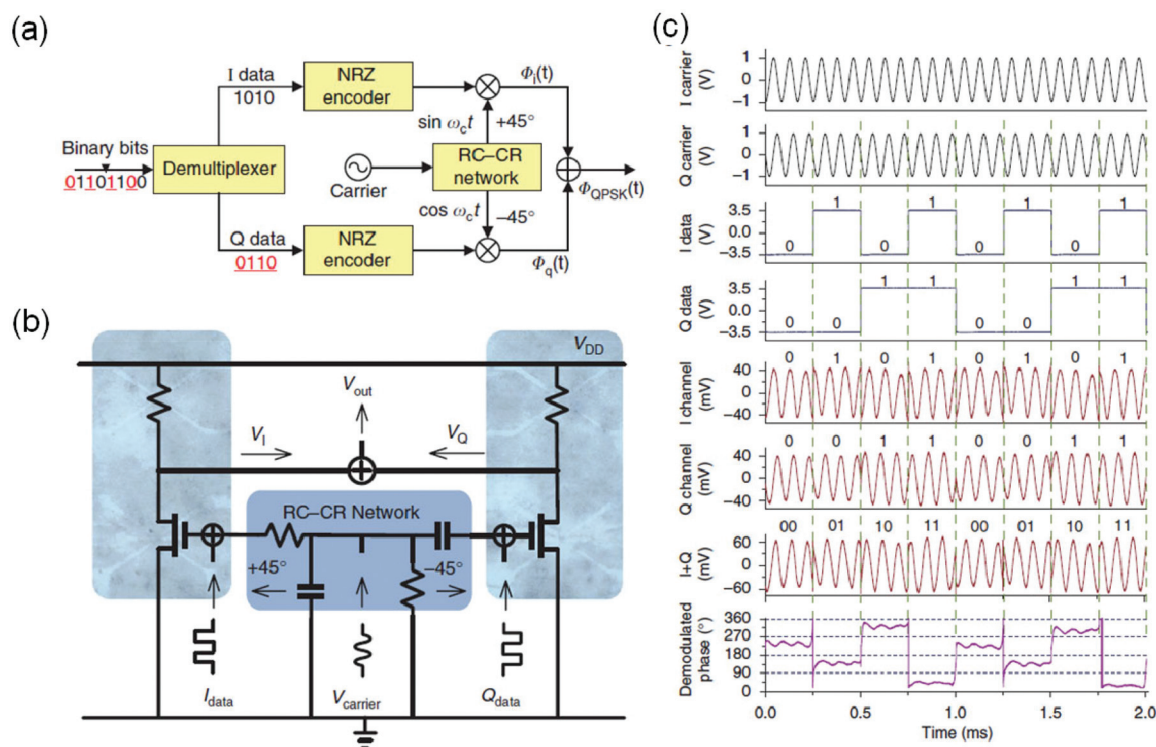 (a)
I data
1010
NRZ
encoder
Φi(t)
sin ωct
+45°
Binary bits
01101100
Demultiplexer
Carrier
RC–CR
network
ΦQPSK(t)
cos ωct
–45°
Q data
0110
NRZ
encoder
Φq(t)
(b)
VDD
Vout
VI
VQ
RC–CR Network
+45°
–45°
Idata
Vcarrier
Qdata
(c)
I carrier
(V)
1
0
–1
Q carrier
(V)
1
0
–1
I data
(V)
3.5
0.0
–3.5
0 1 0 1 0 1 0 1
Q data
(V)
3.5
0.0
–3.5
0 0 1 1 0 0 1 1
I channel
(mV)
40
0
–40
0 1 0 1 0 1 0 1
Q channel
(mV)
50
0
–50
0 0 1 1 0 0 1 1
I+Q
(mV)
60
0
–60
00 01 10 11 00 01 10 11
Demodulated
phase (°)
360
270
180
90
0
0.0 0.5 1.0 1.5 2.0
Time (ms)